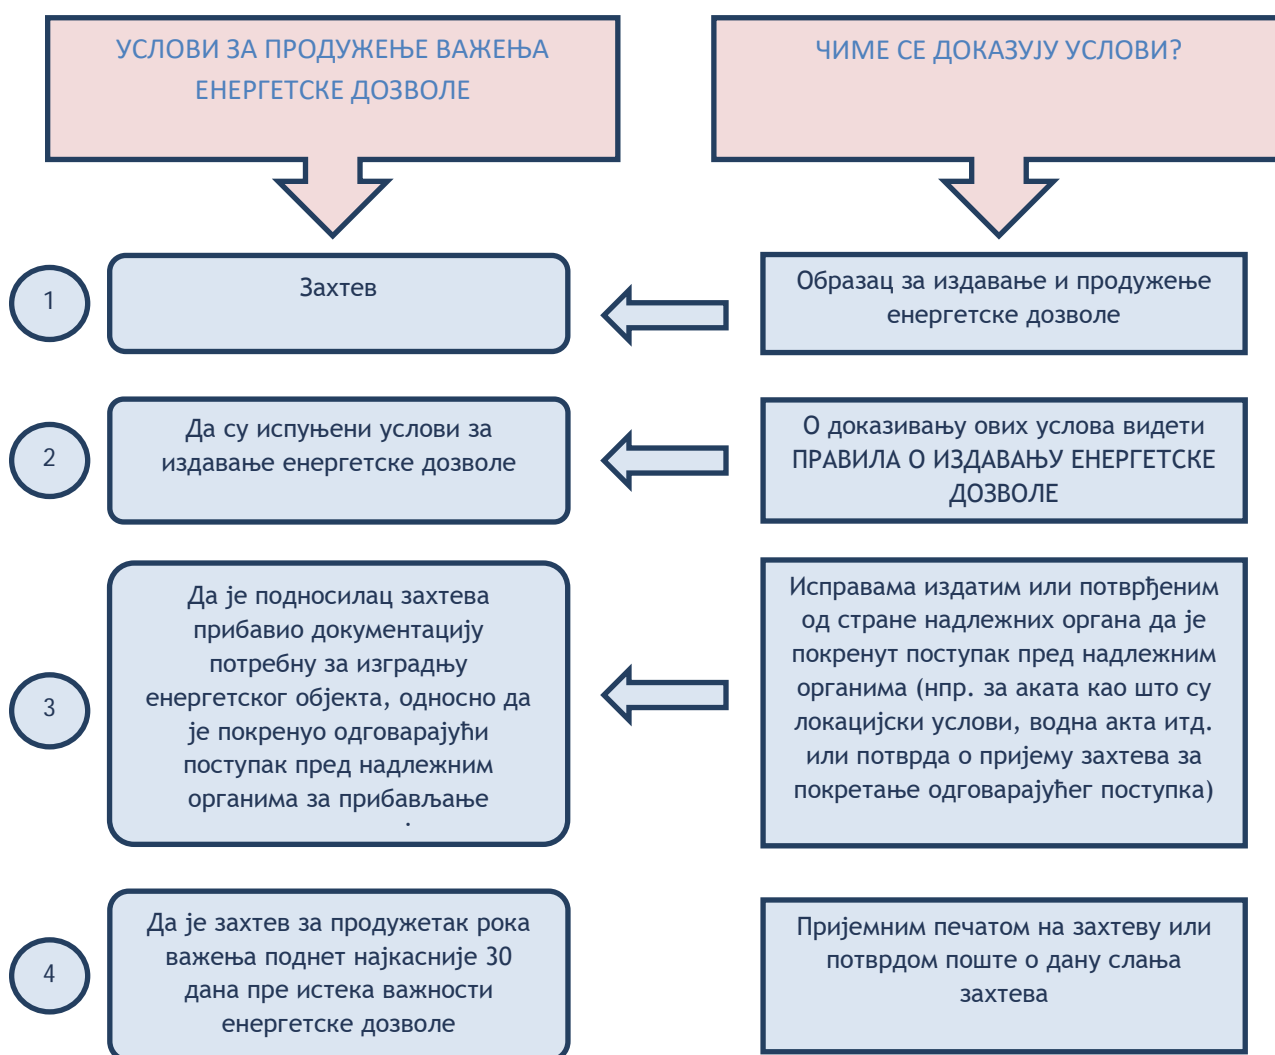 УСЛОВИ ЗА ПРОДУЖЕЊЕ ВАЖЕЊА
ЕНЕРГЕТСКЕ ДОЗВОЛЕ
ЧИМЕ СЕ ДОКАЗУЈУ УСЛОВИ?
1
Захтев
Образац за издавање и продужење
енергетске дозволе
2
Да су испуњени услови за
издавање енергетске дозволе
О доказивању ових услова видети
ПРАВИЛА О ИЗДАВАЊУ ЕНЕРГЕТСКЕ
ДОЗВОЛЕ
3
Да је подносилац захтева
прибавио документацију
потребну за изградњу
енергетског објекта, односно да
је покренуо одговарајући
поступак пред надлежним
органима за прибављање
Исправама издатим или потврђеним
од стране надлежних органа да је
покренут поступак пред надлежним
органима (нпр. за аката као што су
локацијски услови, водна акта итд.
или потврда о пријему захтева за
покретање одговарајућег поступка)
4
Да је захтев за продужетак рока
важења поднет најкасније 30
дана пре истека важности
енергетске дозволе
Пријемним печатом на захтеву или
потврдом поште о дану слања
захтева